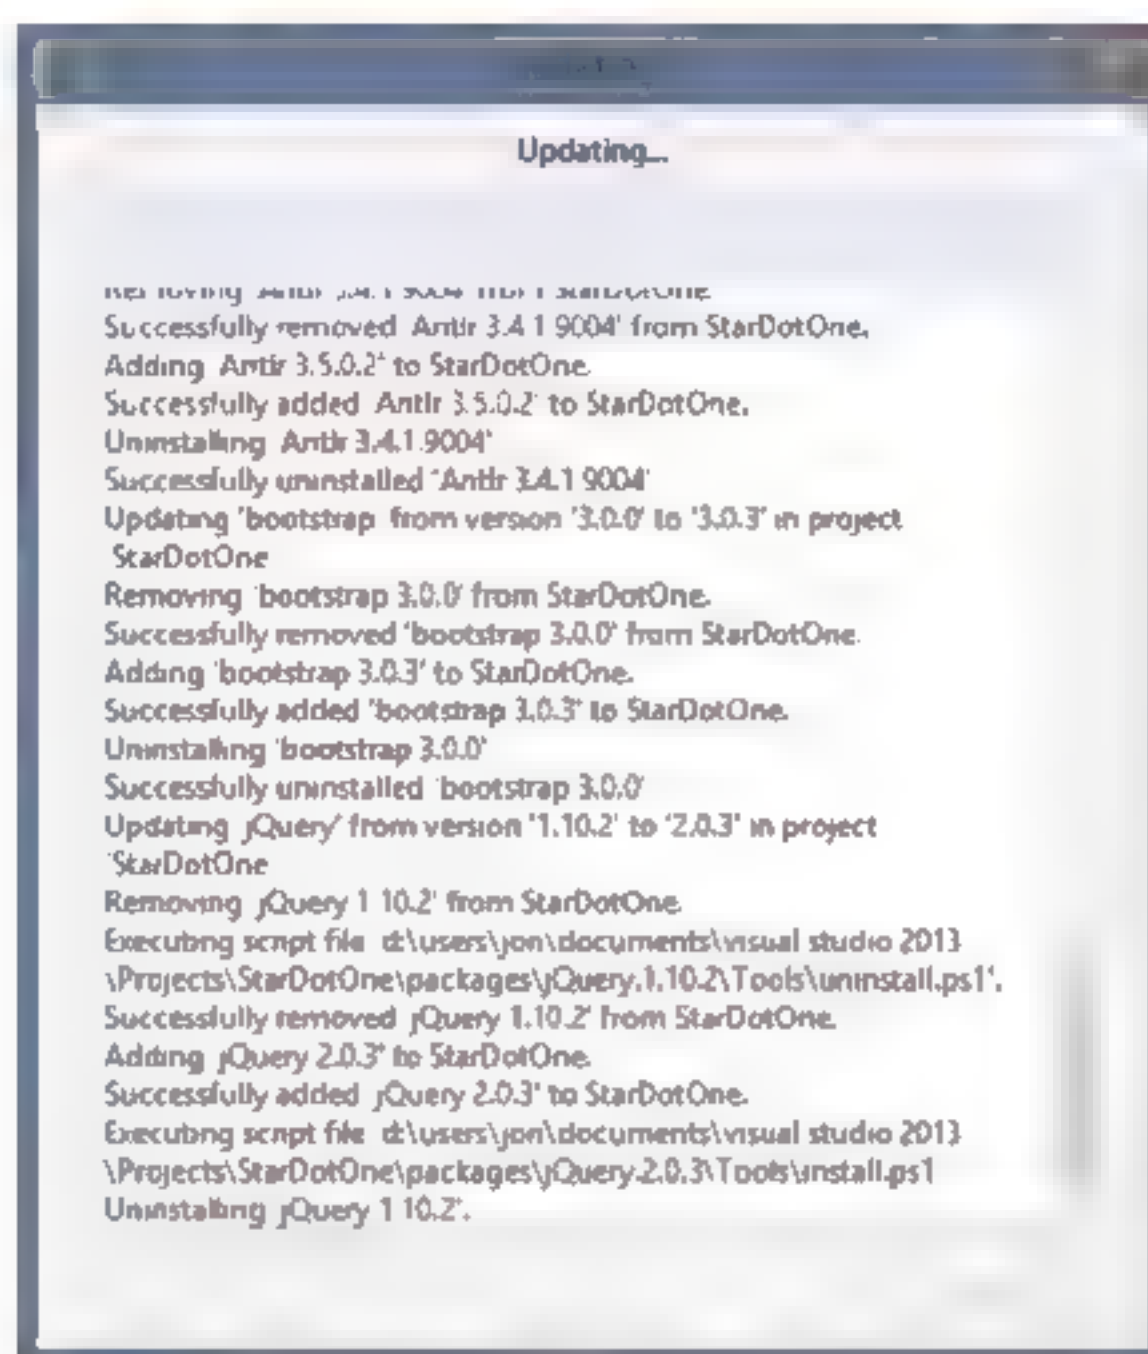 Updating...
Removing 'Antlr 3.4.1.9004' from StarDotOne.
Successfully removed 'Antlr 3.4.1.9004' from StarDotOne.
Adding 'Antlr 3.5.0.2' to StarDotOne.
Successfully added 'Antlr 3.5.0.2' to StarDotOne.
Uninstalling 'Antlr 3.4.1.9004'.
Successfully uninstalled 'Antlr 3.4.1.9004'.
Updating 'bootstrap' from version '3.0.0' to '3.0.3' in project
'StarDotOne'.
Removing 'bootstrap 3.0.0' from StarDotOne.
Successfully removed 'bootstrap 3.0.0' from StarDotOne.
Adding 'bootstrap 3.0.3' to StarDotOne.
Successfully added 'bootstrap 3.0.3' to StarDotOne.
Uninstalling 'bootstrap 3.0.0'.
Successfully uninstalled 'bootstrap 3.0.0'.
Updating 'jQuery' from version '1.10.2' to '2.0.3' in project
'StarDotOne'.
Removing 'jQuery 1.10.2' from StarDotOne.
Executing script file 'd:\users\jon\documents\visual studio 2013
\Projects\StarDotOne\packages\jQuery.1.10.2\Tools\uninstall.ps1'.
Successfully removed 'jQuery 1.10.2' from StarDotOne.
Adding 'jQuery 2.0.3' to StarDotOne.
Successfully added 'jQuery 2.0.3' to StarDotOne.
Executing script file 'd:\users\jon\documents\visual studio 2013
\Projects\StarDotOne\packages\jQuery.2.0.3\Tools\install.ps1'.
Uninstalling 'jQuery 1.10.2'.